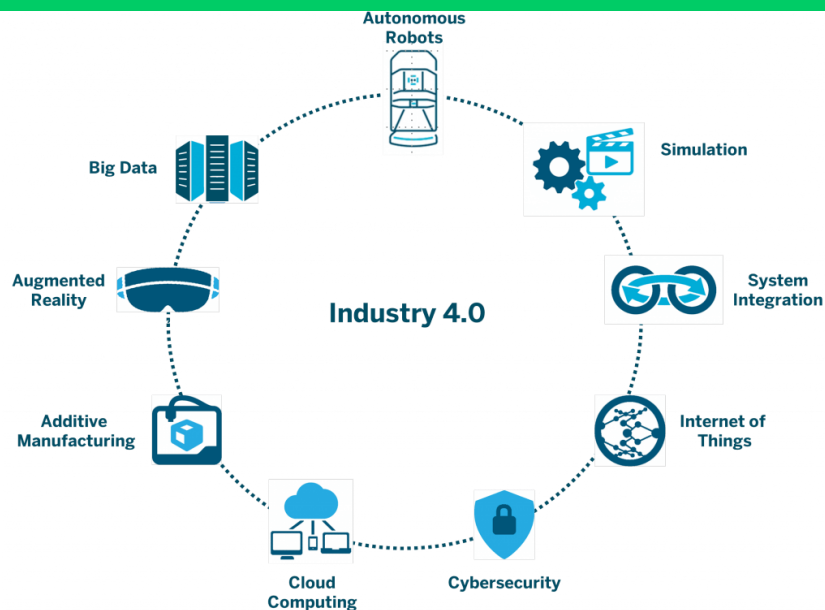 Autonomous
Robots
Simulation
Big Data
System
Integration
Augmented
Reality
Industry 4.0
Internet of
Things
Additive
Manufacturing
Cybersecurity
Cloud
Computing